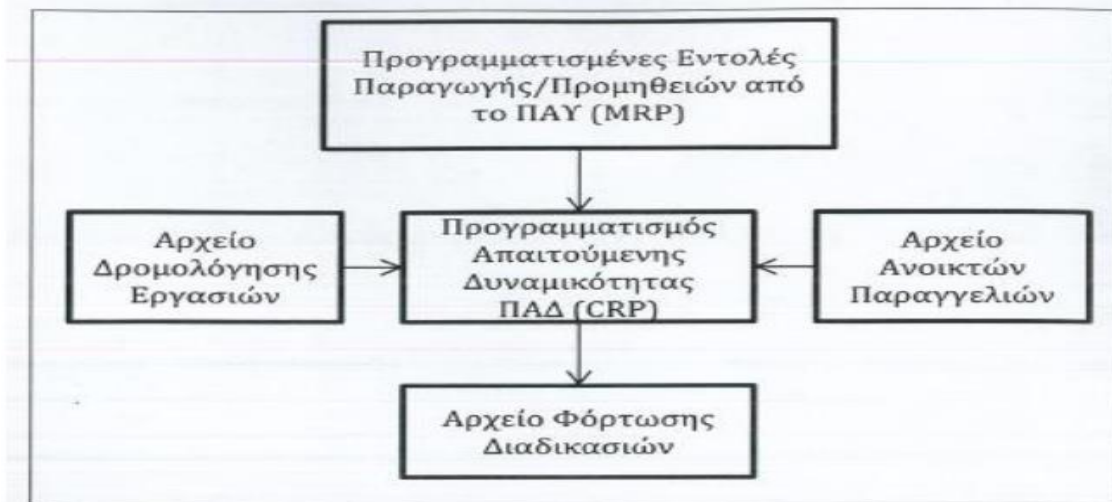 Προγραμματισμένες Εντολές
Παραγωγής/Προμηθειών από
το ΠΑΥ (MRP)
Αρχείο
Δρομολόγησης
Εργασιών
Προγραμματισμός
Απαιτούμενης
Δυναμικότητας
ΠΑΔ (CRP)
Αρχείο
Ανοικτών
Παραγγελιών
Αρχείο Φόρτωσης
Διαδικασιών